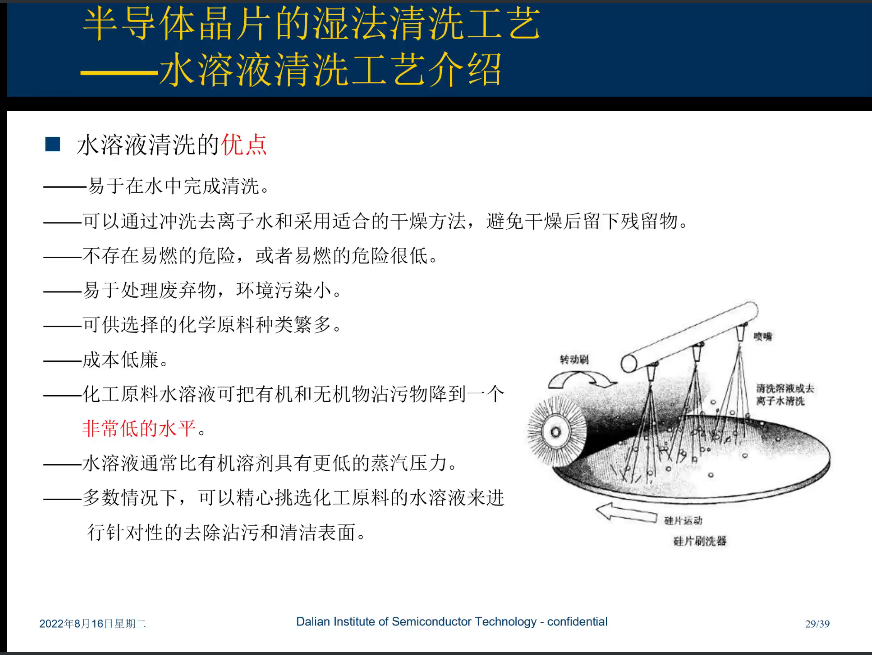 半导体晶片的湿法清洗工艺
——水溶液清洗工艺介绍
水溶液清洗的优点
——易于在水中完成清洗。
——可以通过冲洗去离子水和采用适合的干燥方法，避免干燥后留下残留物。
——不存在易燃的危险，或者易燃的危险很低。
——易于处理废弃物，环境污染小。
——可供选择的化学原料种类繁多。
——成本低廉。
——化工原料水溶液可把有机和无机物沾污物降到一个
非常低的水平。
——水溶液通常比有机溶剂具有更低的蒸汽压力。
——多数情况下，可以精心挑选化工原料的水溶液来进
行针对性的去除沾污和清洁表面。
喷嘴
转动刷
清洗溶液或去
离子水清洗
硅片运动
硅片刷洗器
2022年8月16日星期二
Dalian Institute of Semiconductor Technology - confidential
29/39